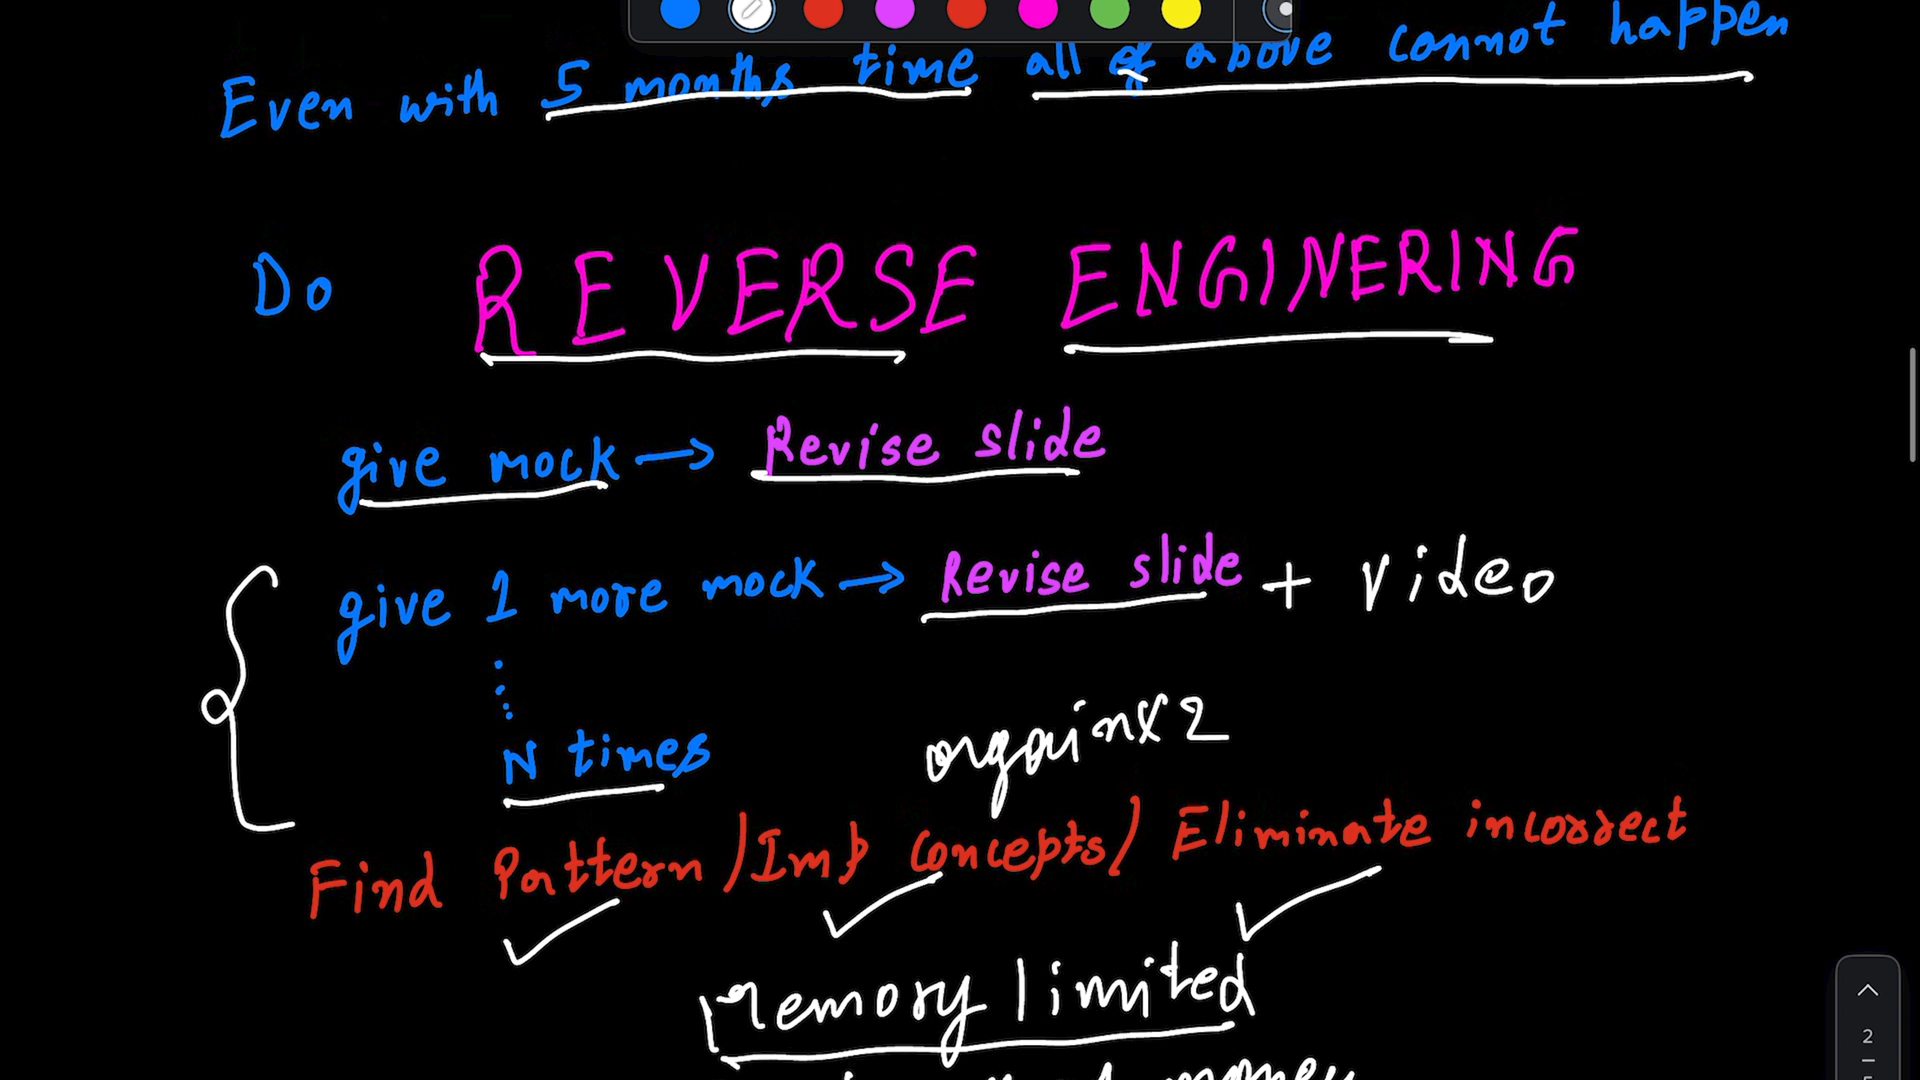 Even with 5 months time all of above cannot happen
Do REVERSE ENGINERING
give mock → Revise slide
give 1 more mock → Revise slide + video
N times
Find Pattern / Imp Concepts / Eliminate incorrect
Memory limited
2